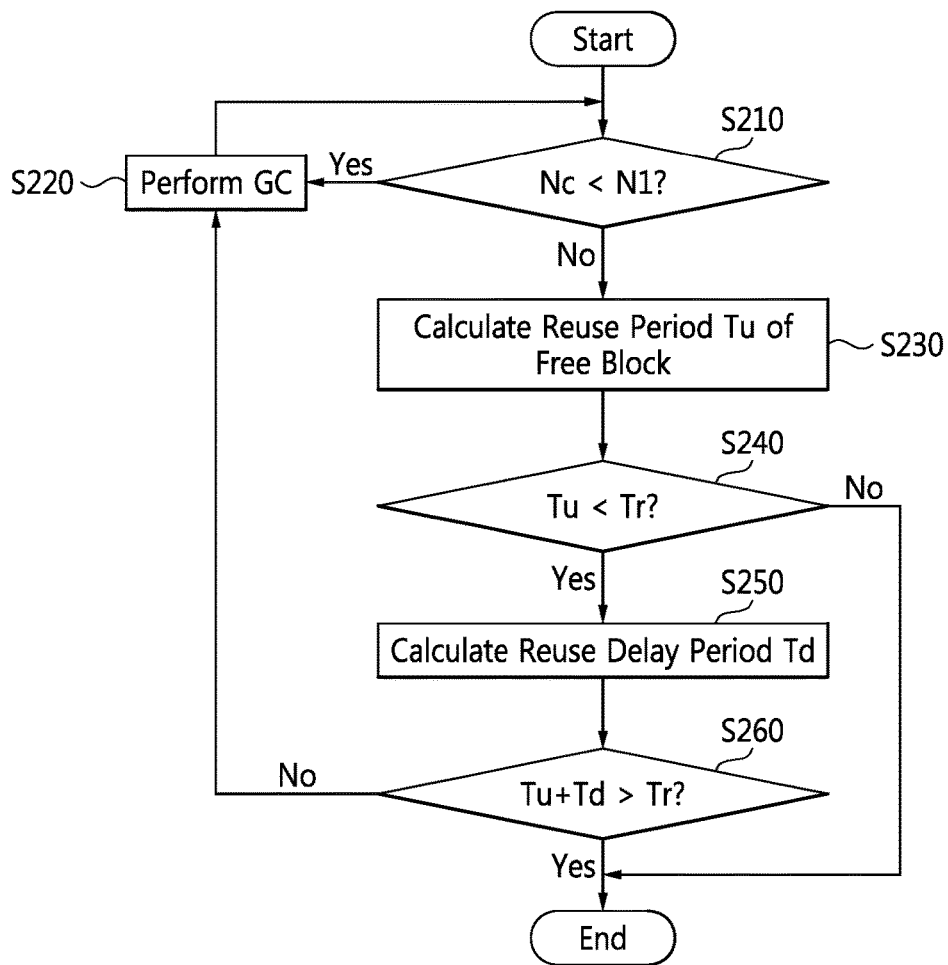 Start
S210
Nc < N1?
Yes
S220
Perform GC
No
Calculate Reuse Period Tu of
Free Block
S230
S240
Tu < Tr?
No
Yes
S250
Calculate Reuse Delay Period Td
S260
Tu+Td > Tr?
No
Yes
End